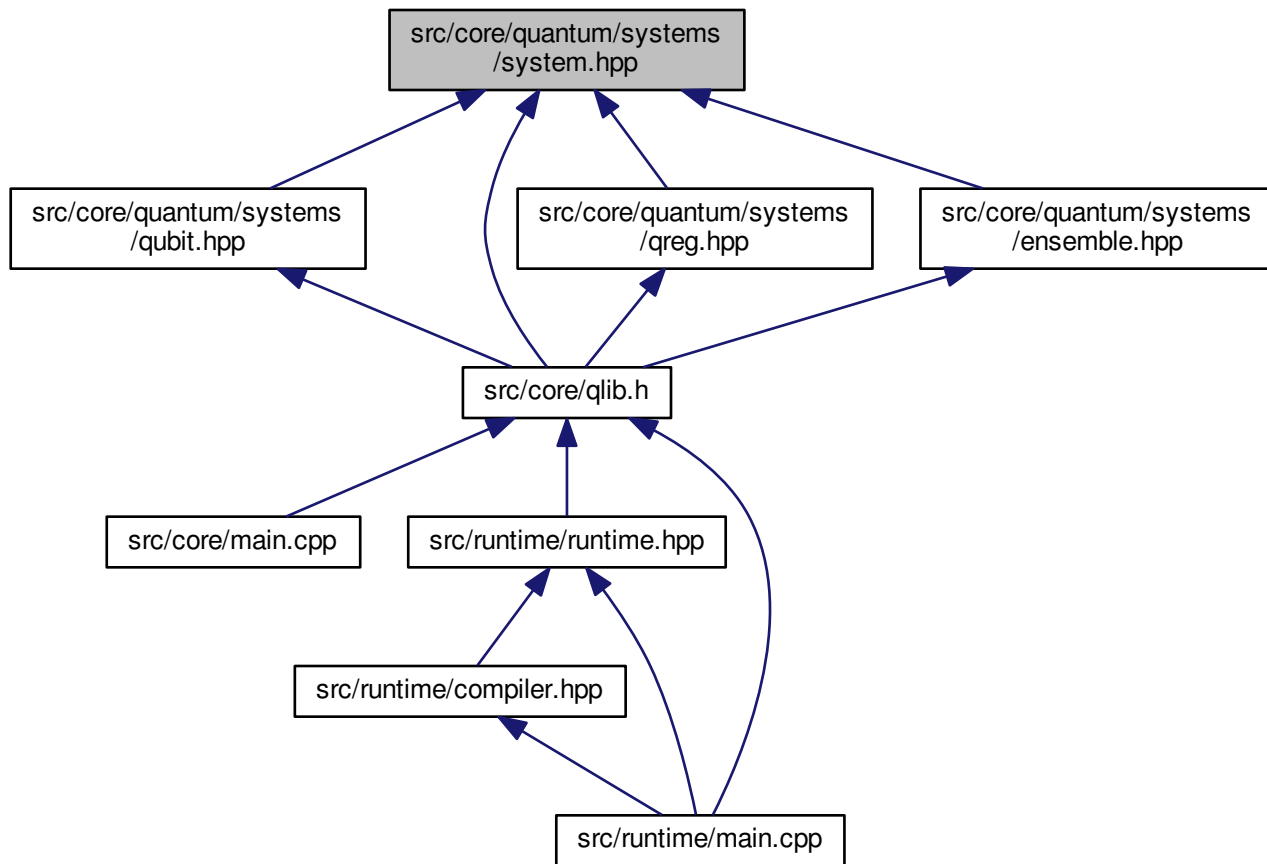 src/core/quantum/systems
/system.hpp
src/core/quantum/systems
/qubit.hpp
src/core/quantum/systems
/qreg.hpp
src/core/quantum/systems
/ensemble.hpp
src/core/qlib.h
src/core/main.cpp
src/runtime/runtime.hpp
src/runtime/compiler.hpp
src/runtime/main.cpp